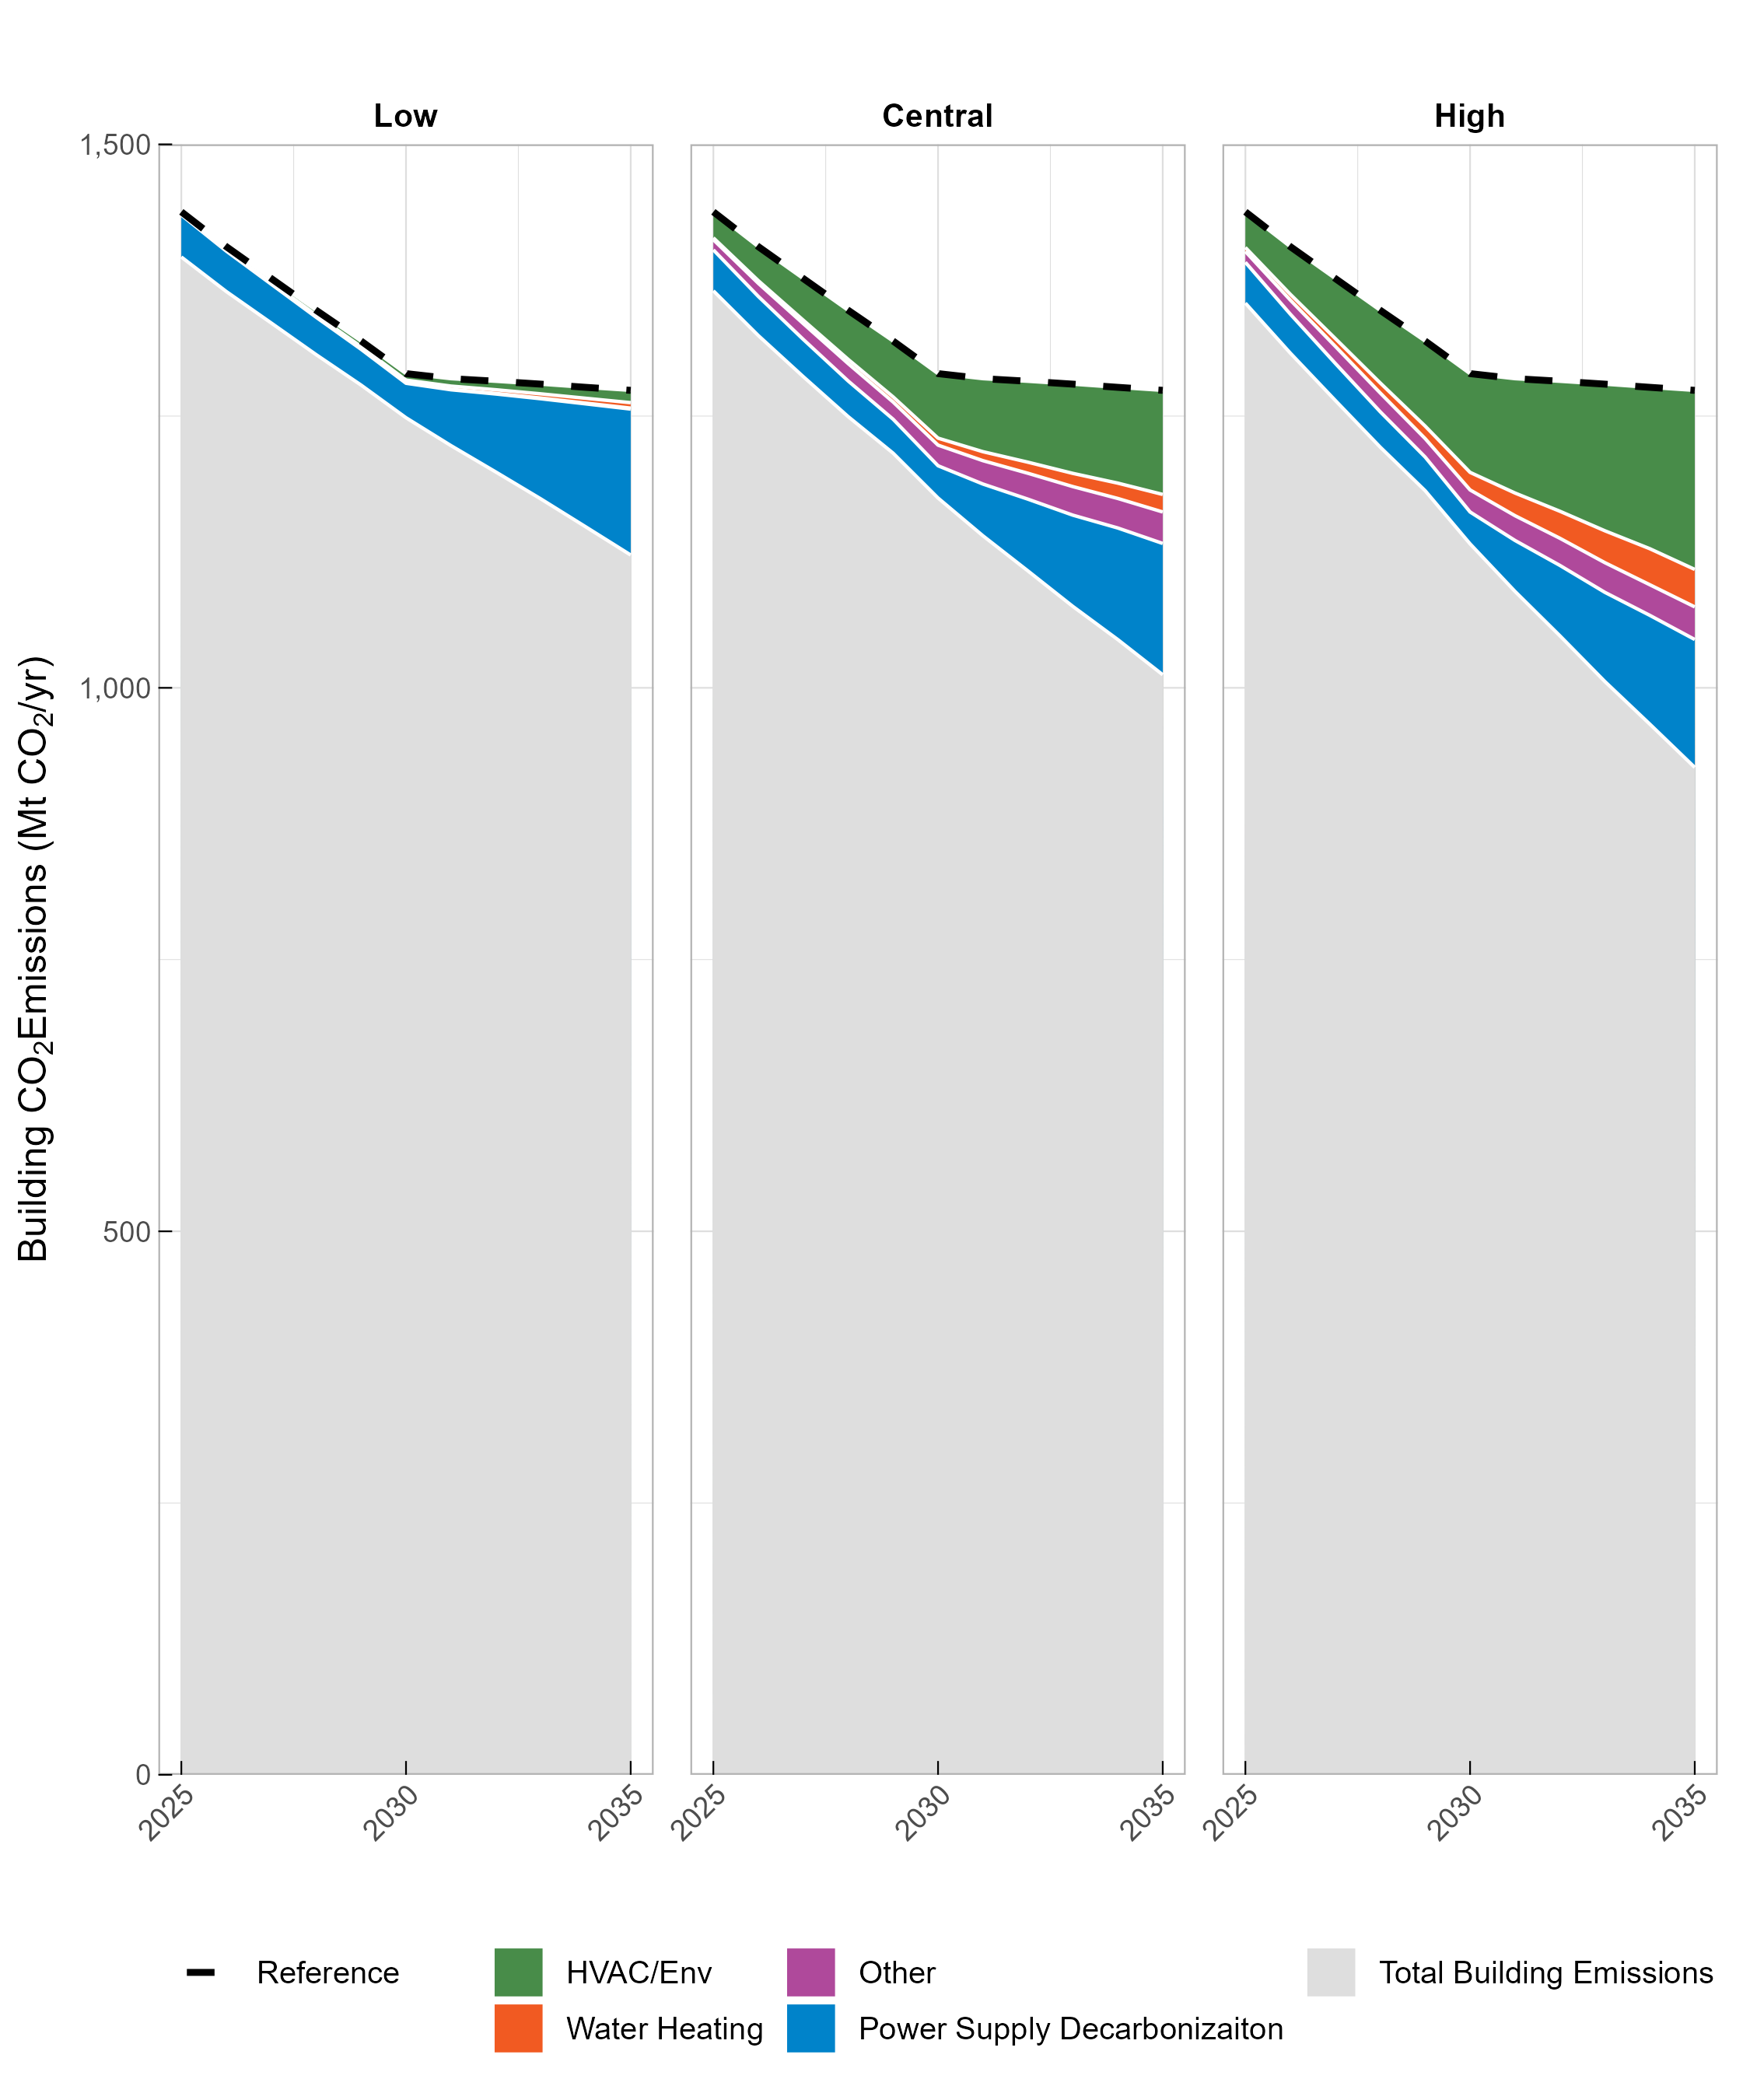 Low Central High
1,500
1,000
500
0
Building CO₂Emissions (Mt CO₂/yr)
2025 2030 2035 2025 2030 2035 2025 2030 2035
Reference HVAC/Env Other Total Building Emissions
Water Heating Power Supply Decarbonizaiton